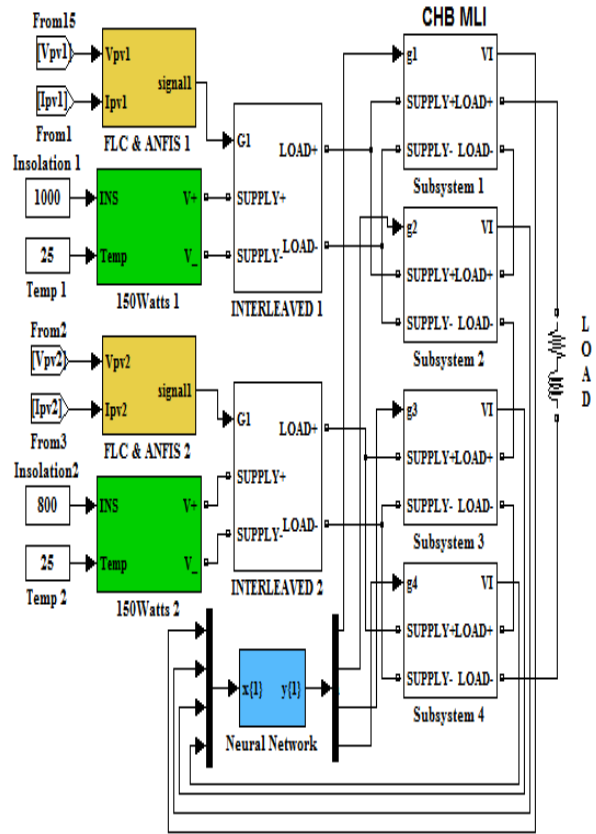 CHB MLI
From15
[Vpv1]
[Ipv1]
From1
Vpv1
signal1
Ipv1
FLC & ANFIS 1
Insolation 1
1000
25
Temp 1
INS
V+
Temp
V_
150Watts 1
G1
LOAD+
SUPPLY+
LOAD-
SUPPLY-
INTERLEAVED 1
g1
VI
SUPPLY+LOAD+
SUPPLY- LOAD-
Subsystem 1
g2
VI
SUPPLY+LOAD+
SUPPLY- LOAD-
Subsystem 2
L
O
A
D
From2
[Vpv2]
[Ipv2]
From3
Vpv2
signal1
Ipv2
FLC & ANFIS 2
Insolation2
800
25
Temp 2
INS
V+
Temp
V_
150Watts 2
G1
LOAD+
SUPPLY+
LOAD-
SUPPLY-
INTERLEAVED 2
g3
VI
SUPPLY+LOAD+
SUPPLY- LOAD-
Subsystem 3
g4
VI
SUPPLY+LOAD+
SUPPLY- LOAD-
Subsystem 4
x{1}
y{1}
Neural Network